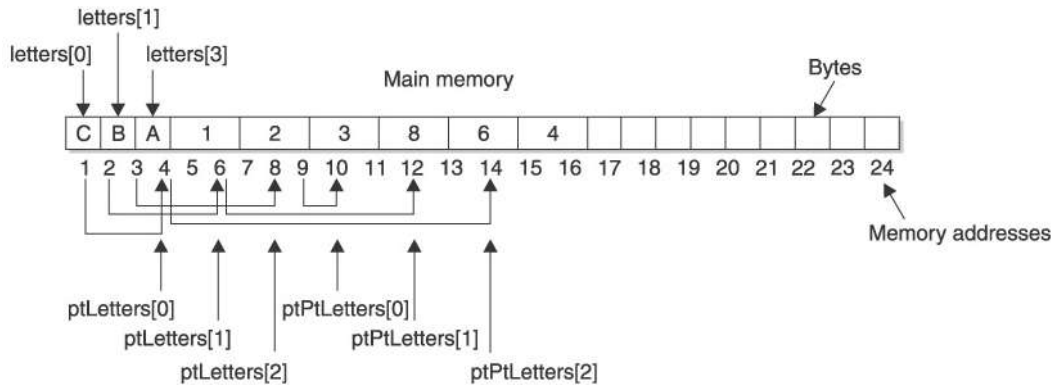 letters[1]
letters[0] letters[3]
Main memory Bytes
C B A 1 2 3 8 6 4
1 2 3 4 5 6 7 8 9 10 11 12 13 14 15 16 17 18 19 20 21 22 23 24
Memory addresses
ptLetters[0] ptPtLetters[0]
ptLetters[1] ptPtLetters[1]
ptLetters[2] ptPtLetters[2]